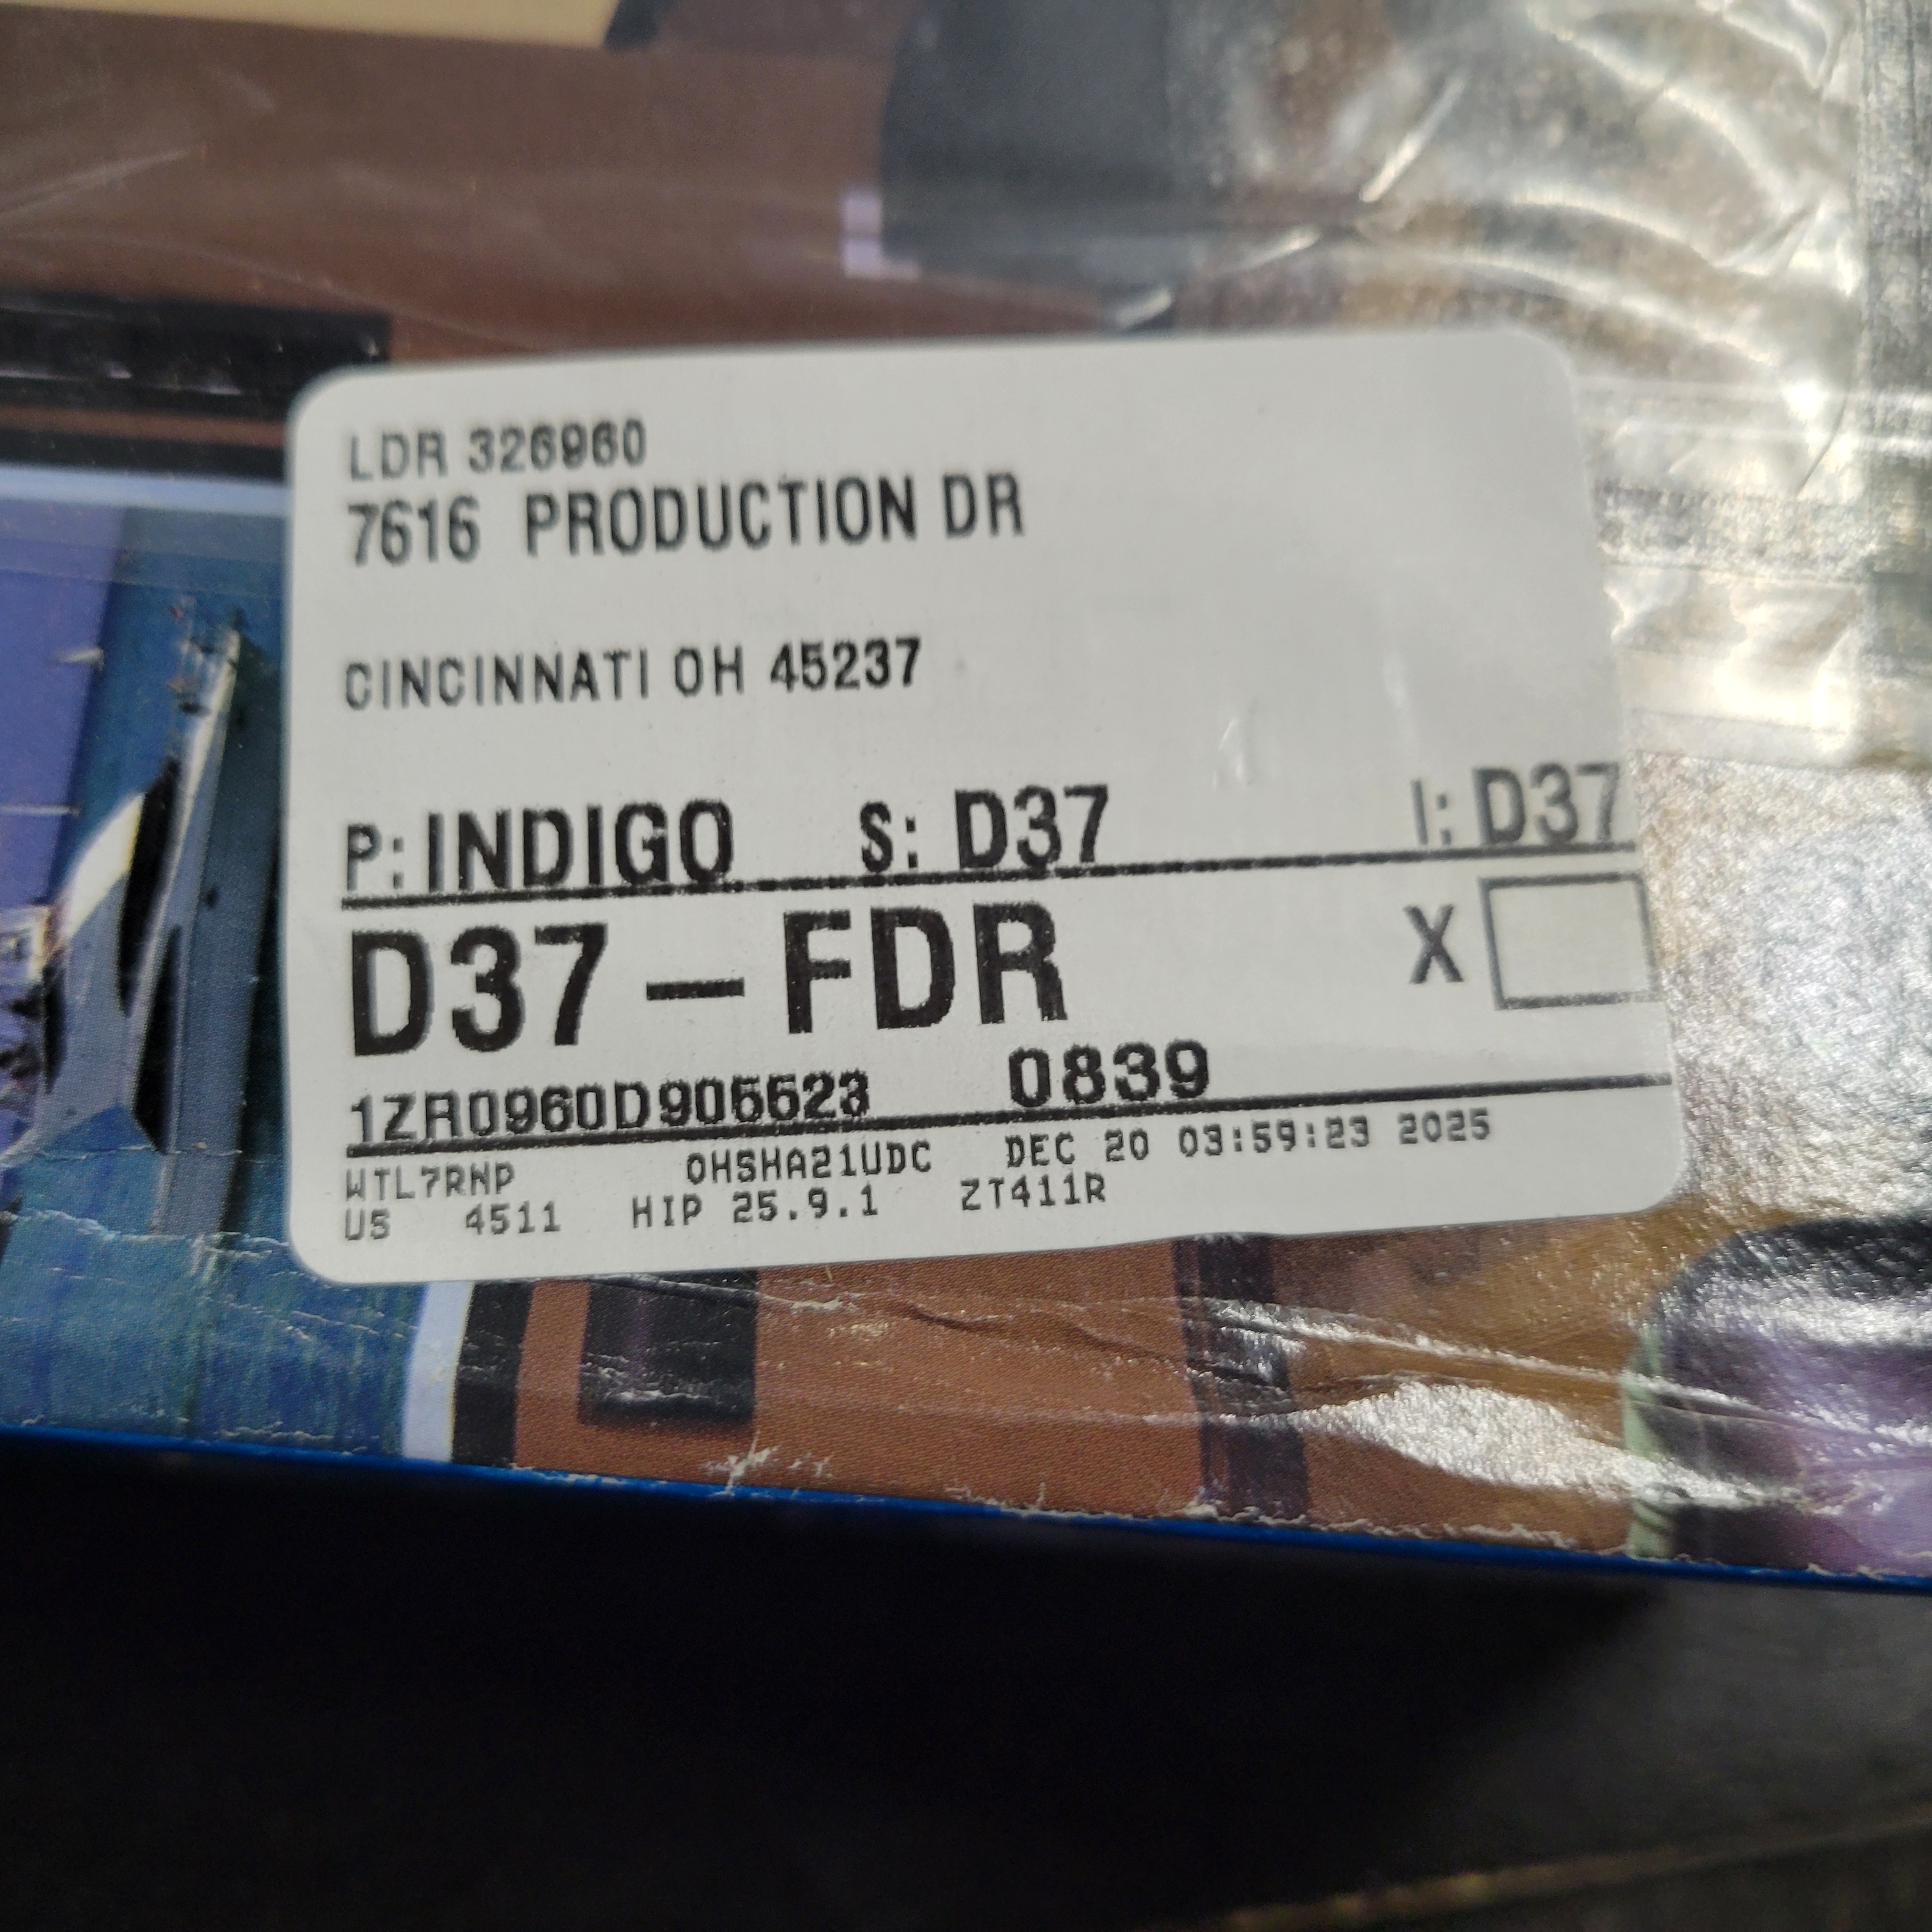 LDR 326960
7616 PRODUCTION DR
CINCINNATI OH 45237
P: INDIGO S: D37 I: D37
D37 – FDR X
1ZR0960D905523 0839
WTL7RNP OHSHA21UDC DEC 20 03:59:23 2025
US 4511 HIP 25.9.1 ZT411R